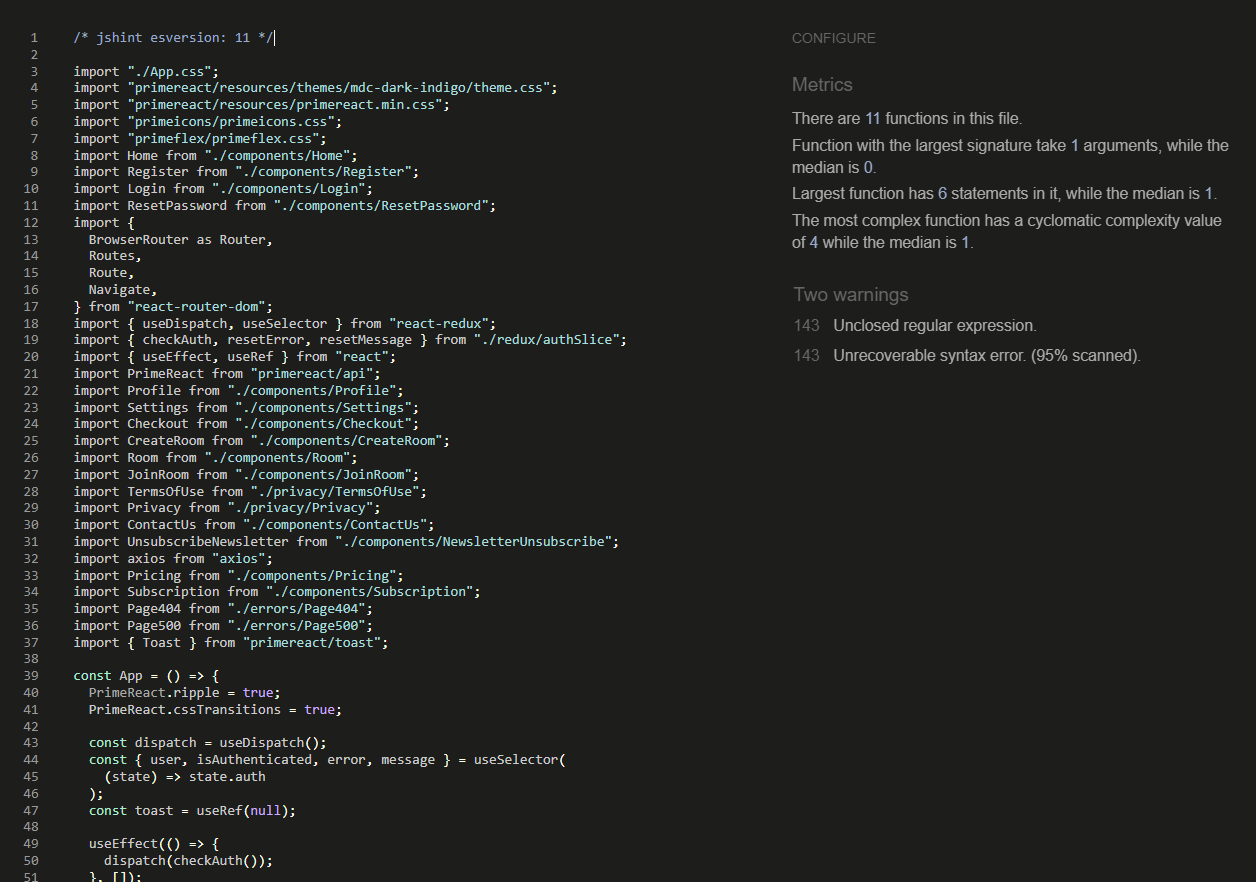 1 /* jshint esversion: 11 */
2
3 import "./App.css";
4 import "primereact/resources/themes/mdc-dark-indigo/theme.css";
5 import "primereact/resources/primereact.min.css";
6 import "primeicons/primeicons.css";
7 import "primeflex/primeflex.css";
8 import Home from "./components/Home";
9 import Register from "./components/Register";
10 import Login from "./components/Login";
11 import ResetPassword from "./components/ResetPassword";
12 import {
13   BrowserRouter as Router,
14   Routes,
15   Route,
16   Navigate,
17 } from "react-router-dom";
18 import { useDispatch, useSelector } from "react-redux";
19 import { checkAuth, resetError, resetMessage } from "./redux/authSlice";
20 import { useEffect, useRef } from "react";
21 import PrimeReact from "primereact/api";
22 import Profile from "./components/Profile";
23 import Settings from "./components/Settings";
24 import Checkout from "./components/Checkout";
25 import CreateRoom from "./components/CreateRoom";
26 import Room from "./components/Room";
27 import JoinRoom from "./components/JoinRoom";
28 import TermsOfUse from "./privacy/TermsOfUse";
29 import Privacy from "./privacy/Privacy";
30 import ContactUs from "./components/ContactUs";
31 import UnsubscribeNewsletter from "./components/NewsletterUnsubscribe";
32 import axios from "axios";
33 import Pricing from "./components/Pricing";
34 import Subscription from "./components/Subscription";
35 import Page404 from "./errors/Page404";
36 import Page500 from "./errors/Page500";
37 import { Toast } from "primereact/toast";
38
39 const App = () => {
40   PrimeReact.ripple = true;
41   PrimeReact.cssTransitions = true;
42
43   const dispatch = useDispatch();
44   const { user, isAuthenticated, error, message } = useSelector(
45     (state) => state.auth
46   );
47   const toast = useRef(null);
48
49   useEffect(() => {
50     dispatch(checkAuth());
51   }, []);
CONFIGURE
Metrics
There are 11 functions in this file.
Function with the largest signature take 1 arguments, while the
median is 0.
Largest function has 6 statements in it, while the median is 1.
The most complex function has a cyclomatic complexity value
of 4 while the median is 1.
Two warnings
143 Unclosed regular expression.
143 Unrecoverable syntax error. (95% scanned).